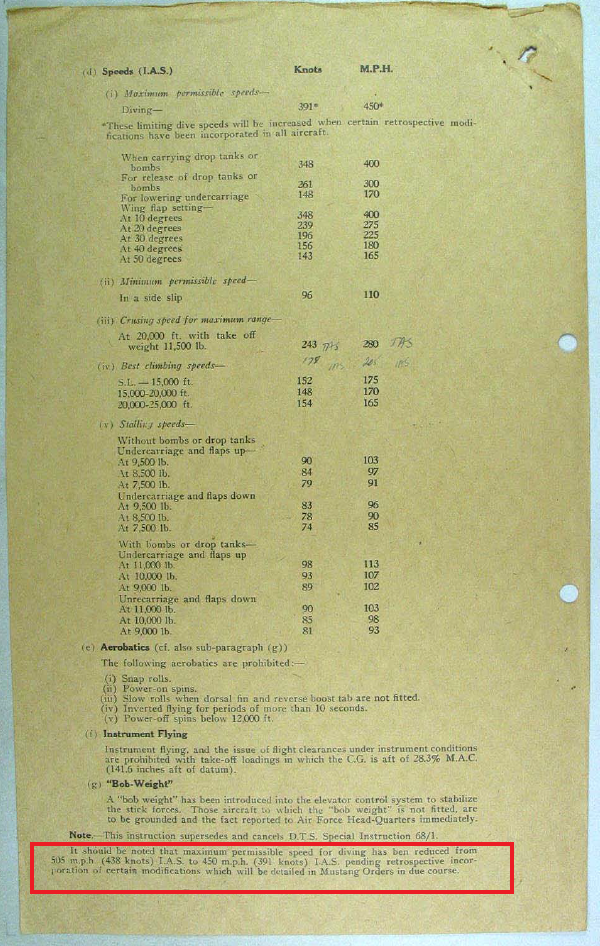 (d) Speeds (I.A.S.) Knots M.P.H.
(i) Maximum permissible speeds—
Diving— 391* 450*
*These limiting dive speeds will be increased when certain retrospective modi-
fications have been incorporated in all aircraft.
When carrying drop tanks or
bombs 348 400
For release of drop tanks or
bombs 261 300
For lowering undercarriage 148 170
Wing flap setting—
At 10 degrees 348 400
At 20 degrees 239 275
At 30 degrees 196 225
At 40 degrees 156 180
At 50 degrees 143 165
(ii) Minimum permissible speed—
In a side slip 96 110
(iii) Crusing speed for maximum range—
At 20,000 ft. with take off
weight 11,500 lb. 243 TAS 280 TAS
178 IAS 205 IAS
(iv) Best climbing speeds—
S.L. — 15,000 ft. 152 175
15,000-20,000 ft. 148 170
20,000-25,000 ft. 154 165
(v) Stalling speeds—
Without bombs or drop tanks
Undercarriage and flaps up—
At 9,500 lb. 90 103
At 8,500 lb. 84 97
At 7,500 lb. 79 91
Undercarriage and flaps down
At 9,500 lb. 83 96
At 8,500 lb. 78 90
At 7,500 lb. 74 85
With bombs or drop tanks—
Undercarriage and flaps up
At 11,000 lb. 98 113
At 10,000 lb. 93 107
At 9,000 lb. 89 102
Unrecarriage and flaps down
At 11,000 lb. 90 103
At 10,000 lb. 85 98
At 9,000 lb. 81 93
(e) Aerobatics (cf. also sub-paragraph (g))
The following aerobatics are prohibited:—
(i) Snap rolls.
(ii) Power-on spins.
(iii) Slow rolls when dorsal fin and reverse boost tab are not fitted.
(iv) Inverted flying for periods of more than 10 seconds.
(v) Power-off spins below 12,000 ft.
(f) Instrument Flying
Instrument flying, and the issue of flight clearances under instrument conditions
are prohibited with take-off loadings in which the C.G. is aft of 28.3% M.A.C.
(141.6 inches aft of datum).
(g) "Bob-Weight"
A "bob weight" has been introduced into the elevator control system to stabilize
the stick forces. Those aircraft to which the "bob weight" is not fitted, are
to be grounded and the fact reported to Air Force Head-Quarters immediately.
Note.—This instruction supersedes and cancels D.T.S. Special Instruction 68/1.
It should be noted that maximum permissible speed for diving has ben reduced from
505 m.p.h. (438 knots) I.A.S. to 450 m.p.h. (391 knots) I.A.S. pending retrospective incor-
poration of certain modifications which will be detailed in Mustang Orders in due course.